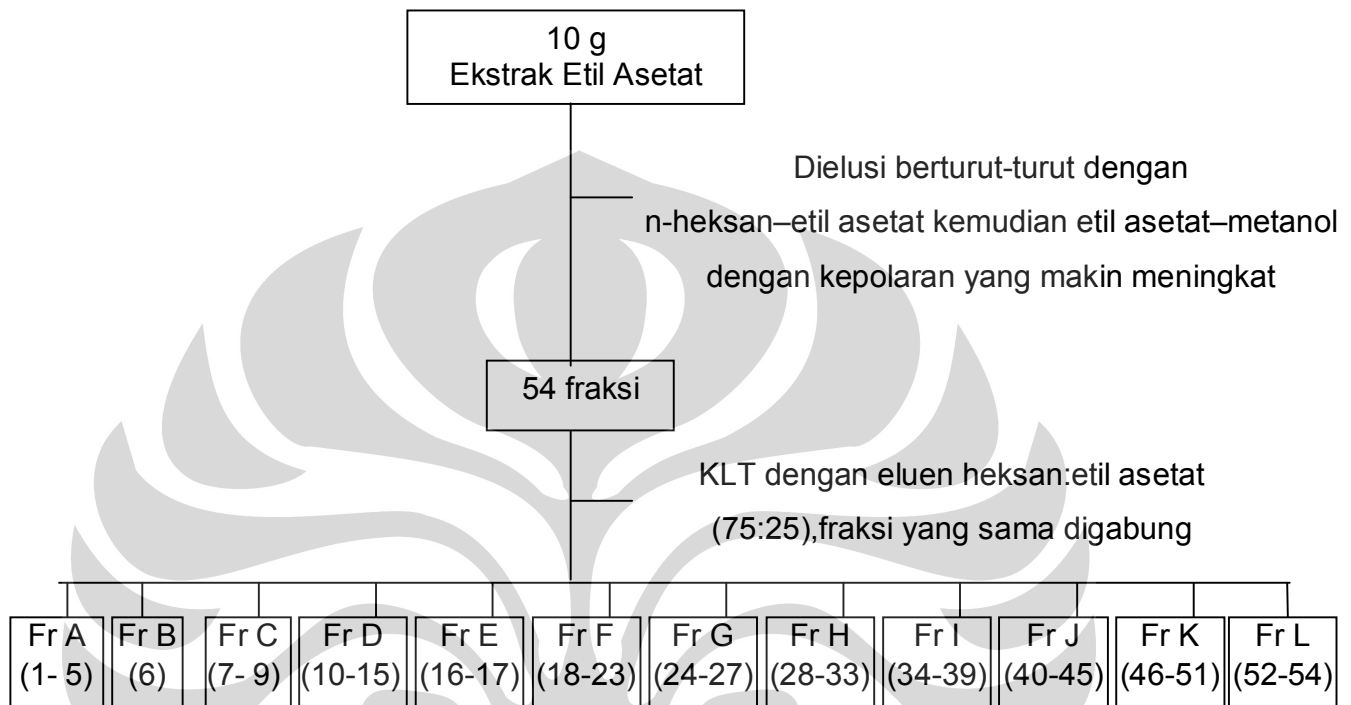 10 g
Ekstrak Etil Asetat
Dielusi berturut-turut dengan
n-heksan–etil asetat kemudian etil asetat–metanol
dengan kepolaran yang makin meningkat
54 fraksi
KLT dengan eluen heksan:etil asetat
(75:25),fraksi yang sama digabung
Fr A Fr B Fr C Fr D Fr E Fr F Fr G Fr H Fr I Fr J Fr K Fr L
(1- 5) (6) (7- 9) (10-15) (16-17) (18-23) (24-27) (28-33) (34-39) (40-45) (46-51) (52-54)